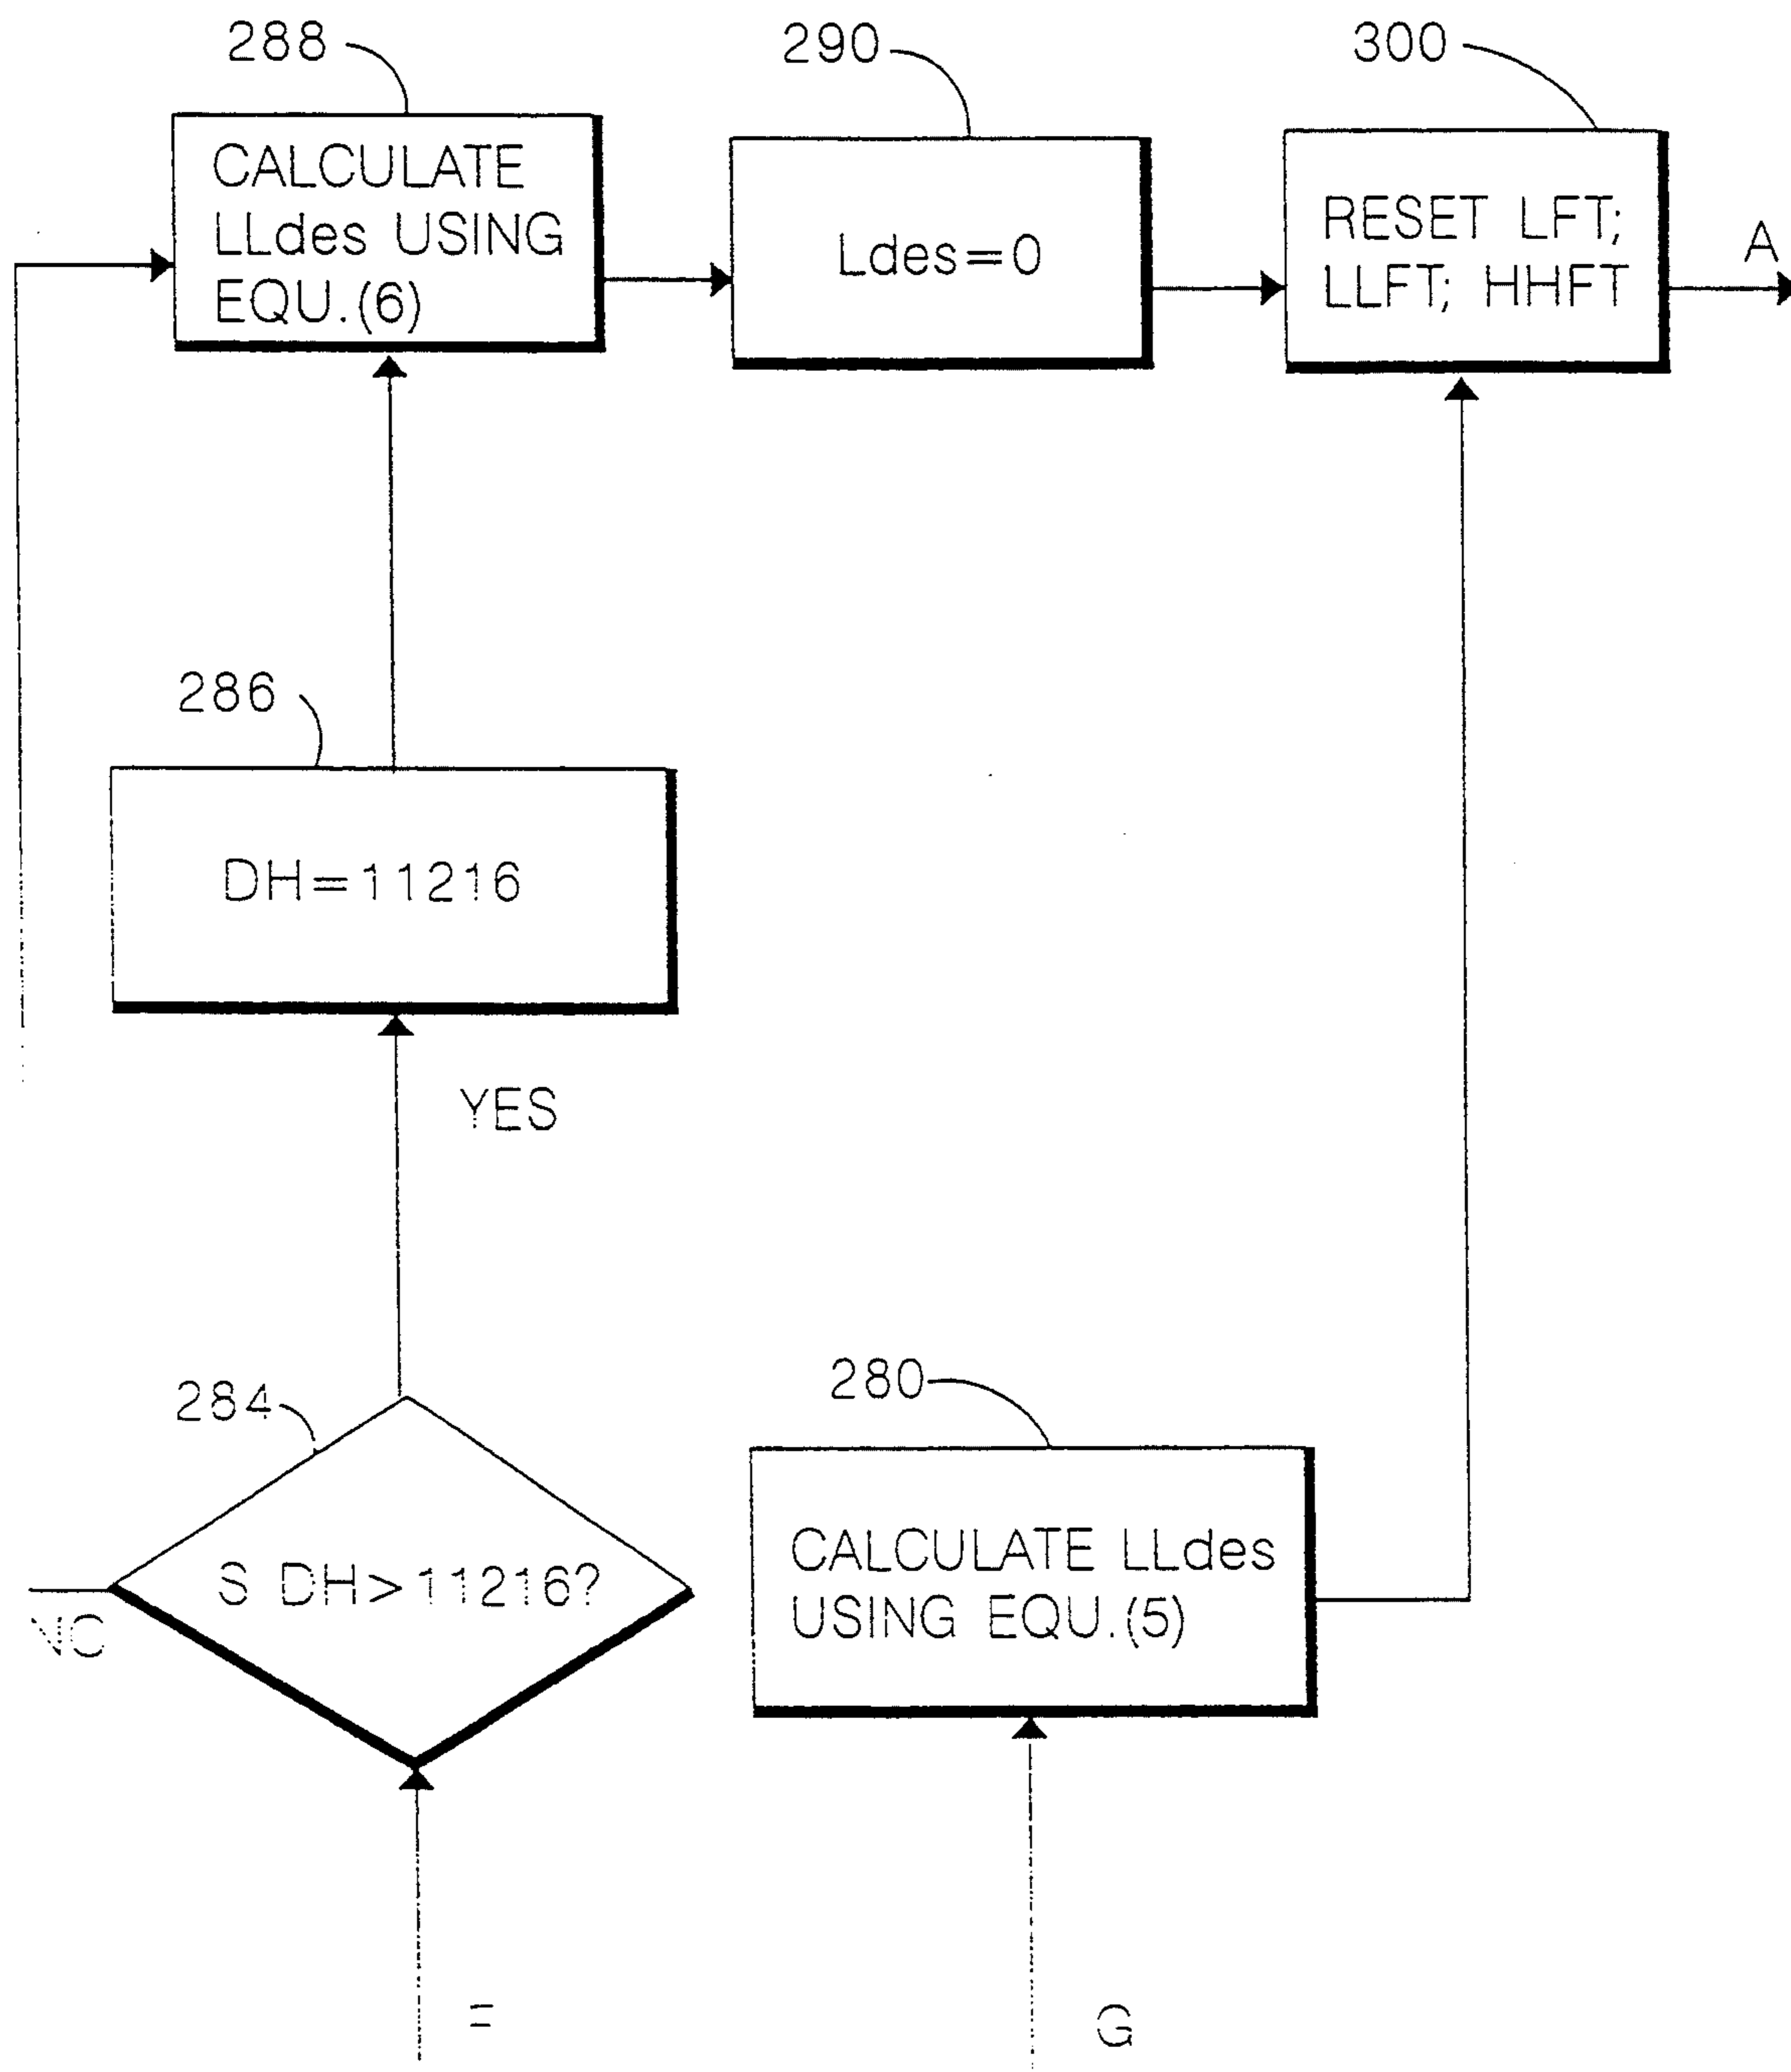 288
290
300
CALCULATE
LLdes USING
EQU.(6)
Ldes=0
RESET LFT;
LLFT; HHFT
A
286
DH=11216
YES
284
280
S DH>11216?
NO
CALCULATE LLdes
USING EQU.(5)
G